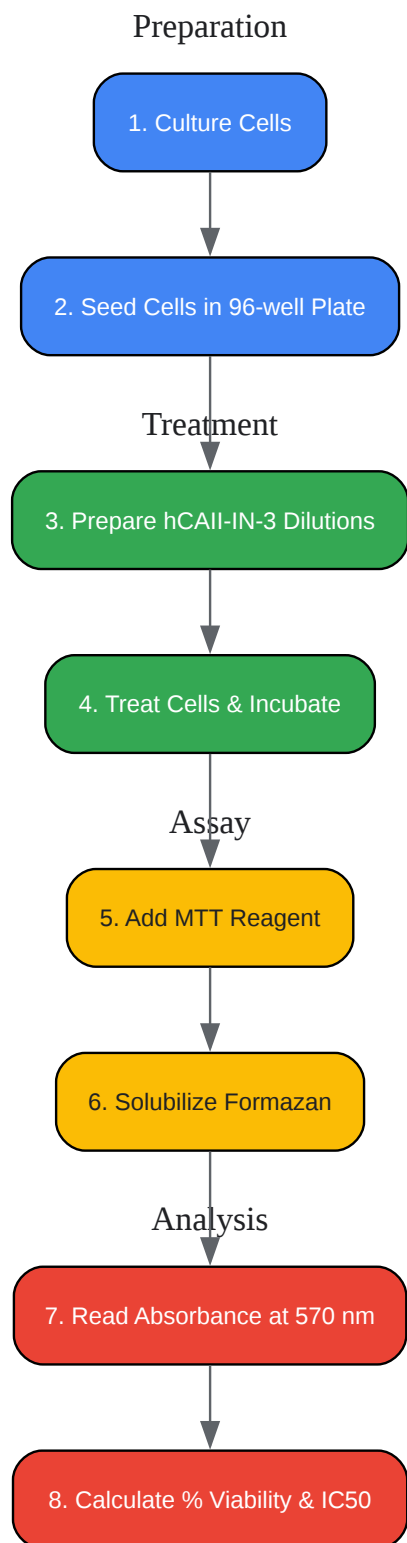 Preparation
1. Culture Cells
2. Seed Cells in 96-well Plate
Treatment
3. Prepare hCAII-IN-3 Dilutions
4. Treat Cells & Incubate
Assay
5. Add MTT Reagent
6. Solubilize Formazan
Analysis
7. Read Absorbance at 570 nm
8. Calculate % Viability & IC50